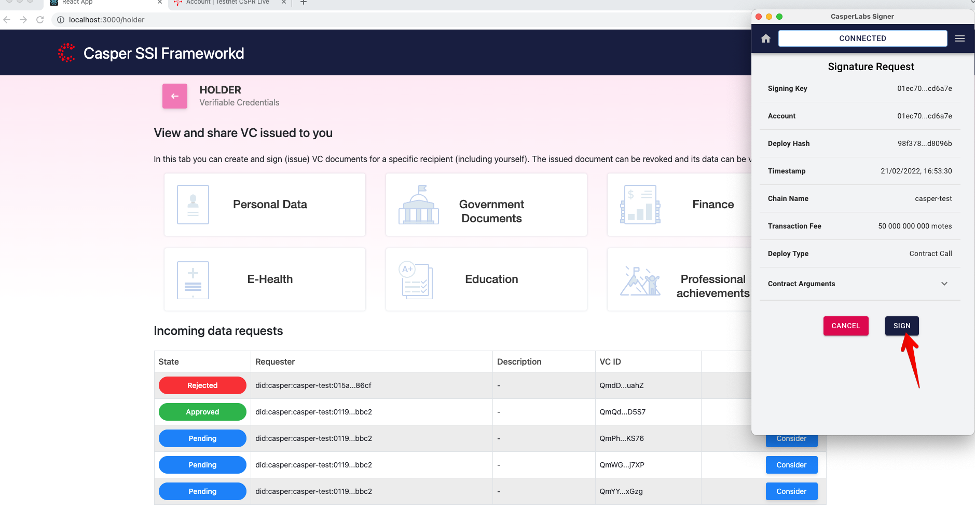 React App
Account | Testnet CSPR Live
localhost:3000/holder
Casper SSI Frameworkd
HOLDER
Verifiable Credentials
View and share VC issued to you
In this tab you can create and sign (issue) VC documents for a specific recipient (including yourself). The issued document can be revoked and its data can be v
Personal Data
Government
Documents
Finance
E-Health
A+
Education
Professional
achievements
Incoming data requests
State Requester Description VC ID
Rejected did:casper:casper-test:015a...86cf - QmdD...uahZ
Approved did:casper:casper-test:0119...bbc2 - QmQd...D5S7
Pending did:casper:casper-test:0119...bbc2 - QmPh...KS76 Consider
Pending did:casper:casper-test:0119...bbc2 - QmWG...j7XP Consider
Pending did:casper:casper-test:0119...bbc2 - QmYY...xGzg Consider
CasperLabs Signer
CONNECTED
Signature Request
Signing Key 01ec70...cd6a7e
Account 01ec70...cd6a7e
Deploy Hash 98f378...d8096b
Timestamp 21/02/2022, 16:53:30
Chain Name casper-test
Transaction Fee 50 000 000 000 motes
Deploy Type Contract Call
Contract Arguments
CANCEL SIGN